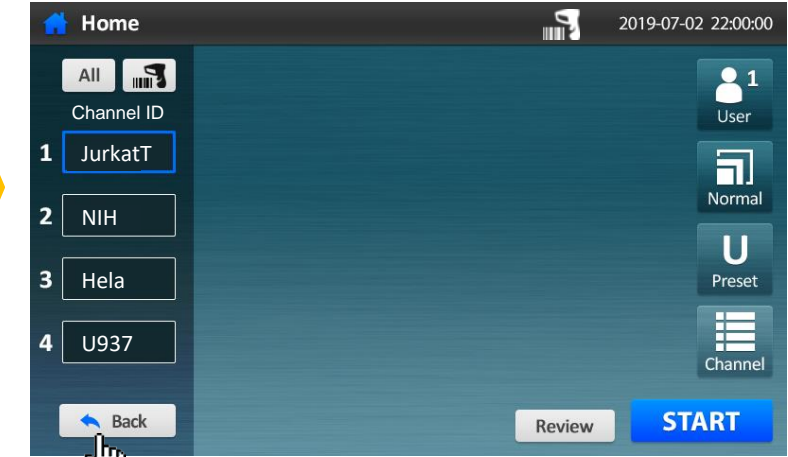 Home
2019-07-02 22:00:00
All
Channel ID
1 JurkatT
2 NIH
3 Hela
4 U937
Back
1
User
Normal
U
Preset
Channel
Review
START